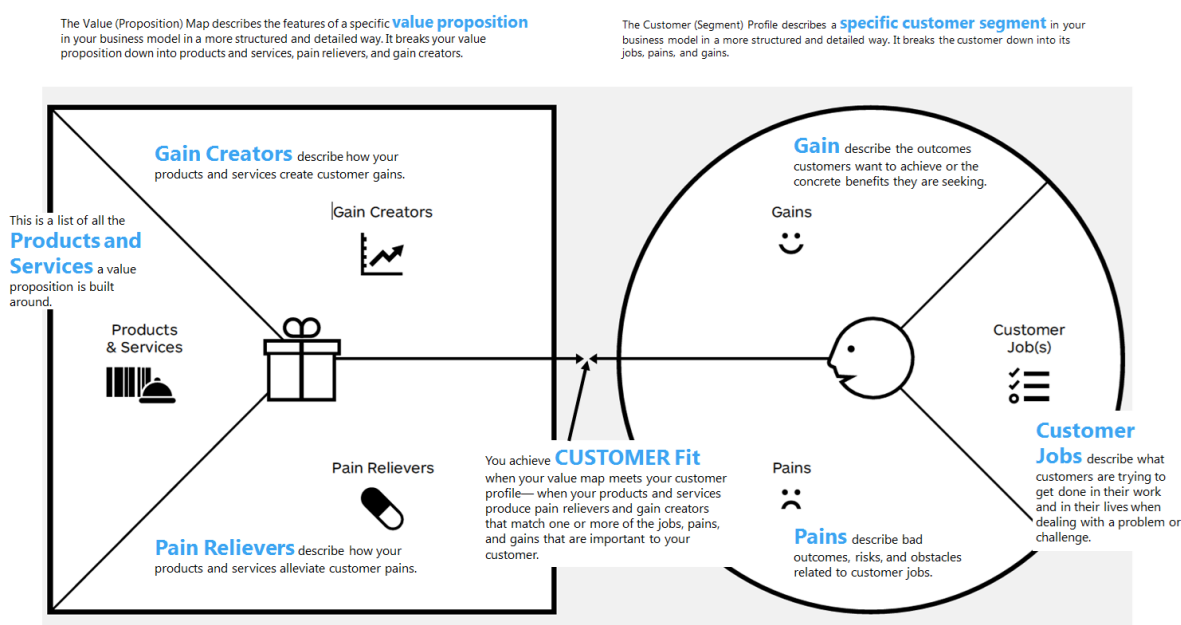 The Value (Proposition) Map describes the features of a specific value proposition
in your business model in a more structured and detailed way. It breaks your value
proposition down into products and services, pain relievers, and gain creators.
The Customer (Segment) Profile describes a specific customer segment in your
business model in a more structured and detailed way. It breaks the customer down into its
jobs, pains, and gains.
Gain Creators describe how your
products and services create customer gains.
Gain Creators
This is a list of all the
Products and
Services a value
proposition is built
around.
Products
& Services
Pain Relievers
Pain Relievers describe how your
products and services alleviate customer pains.
You achieve CUSTOMER Fit
when your value map meets your customer
profile— when your products and services
produce pain relievers and gain creators
that match one or more of the jobs, pains,
and gains that are important to your
customer.
Gain describe the outcomes
customers want to achieve or the
concrete benefits they are seeking.
Gains
Customer
Job(s)
Customer
Jobs describe what
customers are trying to
get done in their work
and in their lives when
dealing with a problem or
challenge.
Pains
Pains describe bad
outcomes, risks, and obstacles
related to customer jobs.